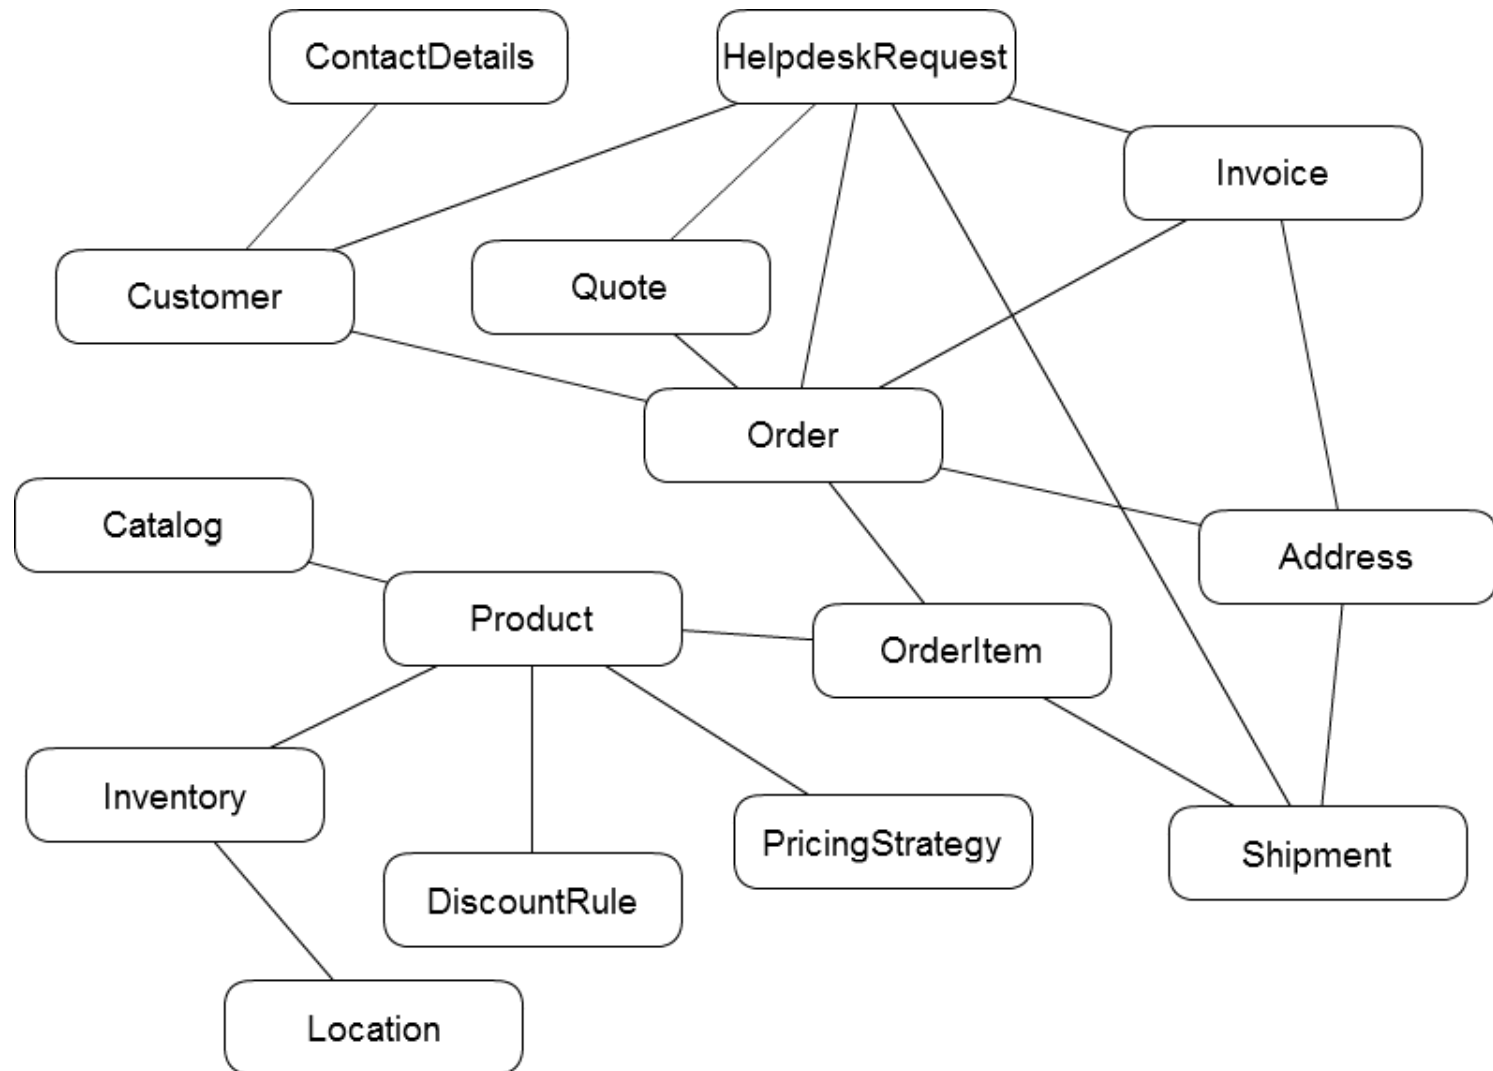 ContactDetails
HelpdeskRequest
Invoice
Customer
Quote
Order
Catalog
Address
Product
OrderItem
Inventory
PricingStrategy
Shipment
DiscountRule
Location